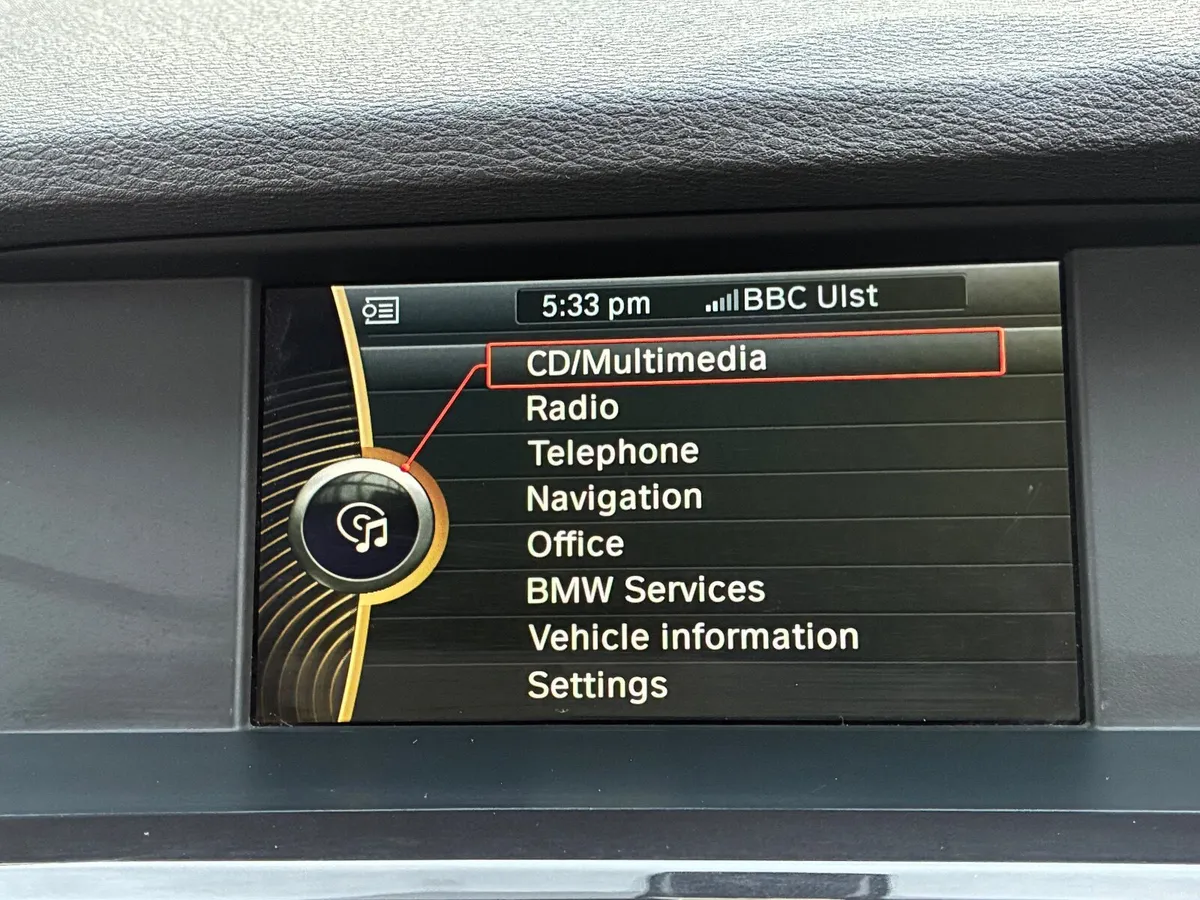 5:33 pm BBC Ulst
CD/Multimedia
Radio
Telephone
Navigation
Office
BMW Services
Vehicle information
Settings